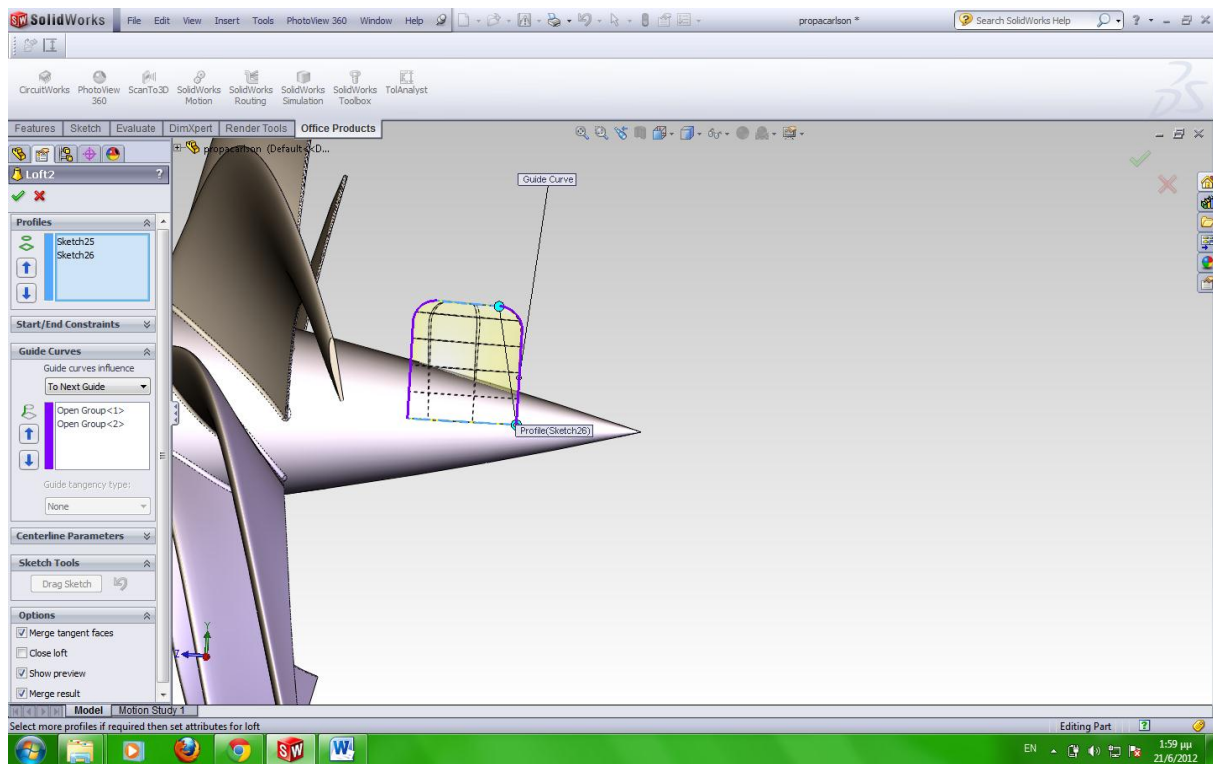 SolidWorks File Edit View Insert Tools PhotoView 360 Window Help propacarlson * Search SolidWorks Help
CircuitWorks PhotoView 360 ScanTo3D SolidWorks Motion SolidWorks Routing SolidWorks Simulation SolidWorks Toolbox TolAnalyst
Features Sketch Evaluate DimXpert Render Tools Office Products
propacarlson (Default<<D...
Loft2 ?
Guide Curve
Profiles
Sketch25
Sketch26
Start/End Constraints
Guide Curves
Guide curves influence
To Next Guide
Open Group<1>
Open Group<2>
Profile(Sketch26)
Guide tangency type:
None
Centerline Parameters
Sketch Tools
Drag Sketch
Options
Merge tangent faces
Close loft
Show preview
Merge result
Y
Z
Model Motion Study 1
Select more profiles if required then set attributes for loft Editing Part
EN 1:59 μμ
21/6/2012